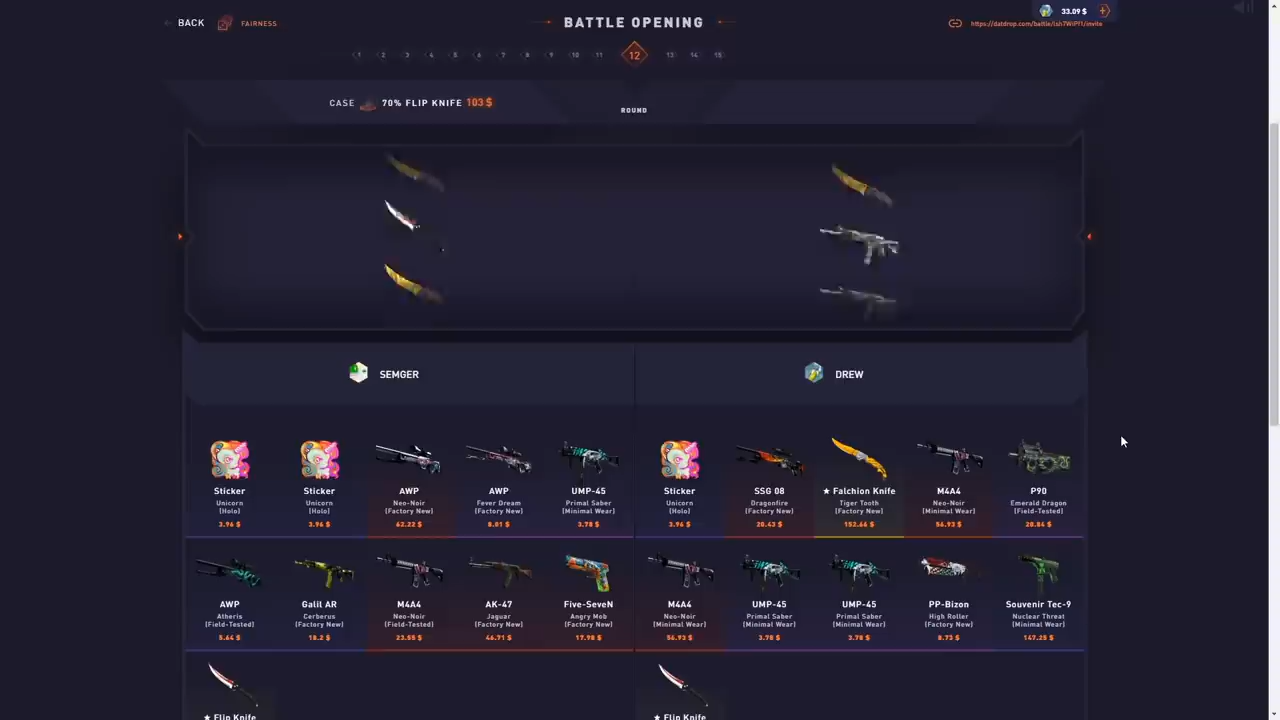 BACK
FAIRNESS
BATTLE OPENING
33.09 $
https://datdrop.com/battle/
1 2 3 4 5 6 7 8 9 10 11 12 13 14 15
CASE 70% FLIP KNIFE 103 $
ROUND
SEMGER
DREW
Sticker Sticker AWP AWP UMP-45 Sticker SSG 08 ★ Falchion Knife M4A4 P90
Unicorn Unicorn Neo-Noir Fever Dream Primal Saber Unicorn Dragonfire Tiger Tooth Neo-Noir Emerald Dragon
(Holo) (Holo) (Factory New) (Factory New) (Minimal Wear) (Holo) (Factory New) (Factory New) (Minimal Wear) (Field-Tested)
3.96 $ 3.96 $ 62.22 $ 8.01 $ 3.78 $ 3.96 $ 20.43 $ 152.66 $ 56.93 $ 20.86 $
AWP Galil AR M4A4 AK-47 Five-SeveN M4A4 UMP-45 UMP-45 PP-Bizon Souvenir Tec-9
Atheris Cerberus Neo-Noir Jaguar Angry Mob Neo-Noir Primal Saber Primal Saber High Roller Nuclear Threat
(Field-Tested) (Factory New) (Field-Tested) (Factory New) (Factory New) (Minimal Wear) (Minimal Wear) (Minimal Wear) (Factory New) (Minimal Wear)
5.64 $ 18.2 $ 23.55 $ 46.71 $ 17.98 $ 56.93 $ 3.78 $ 3.78 $ 8.73 $ 147.25 $
★ Flip Knife ★ Flip Knife